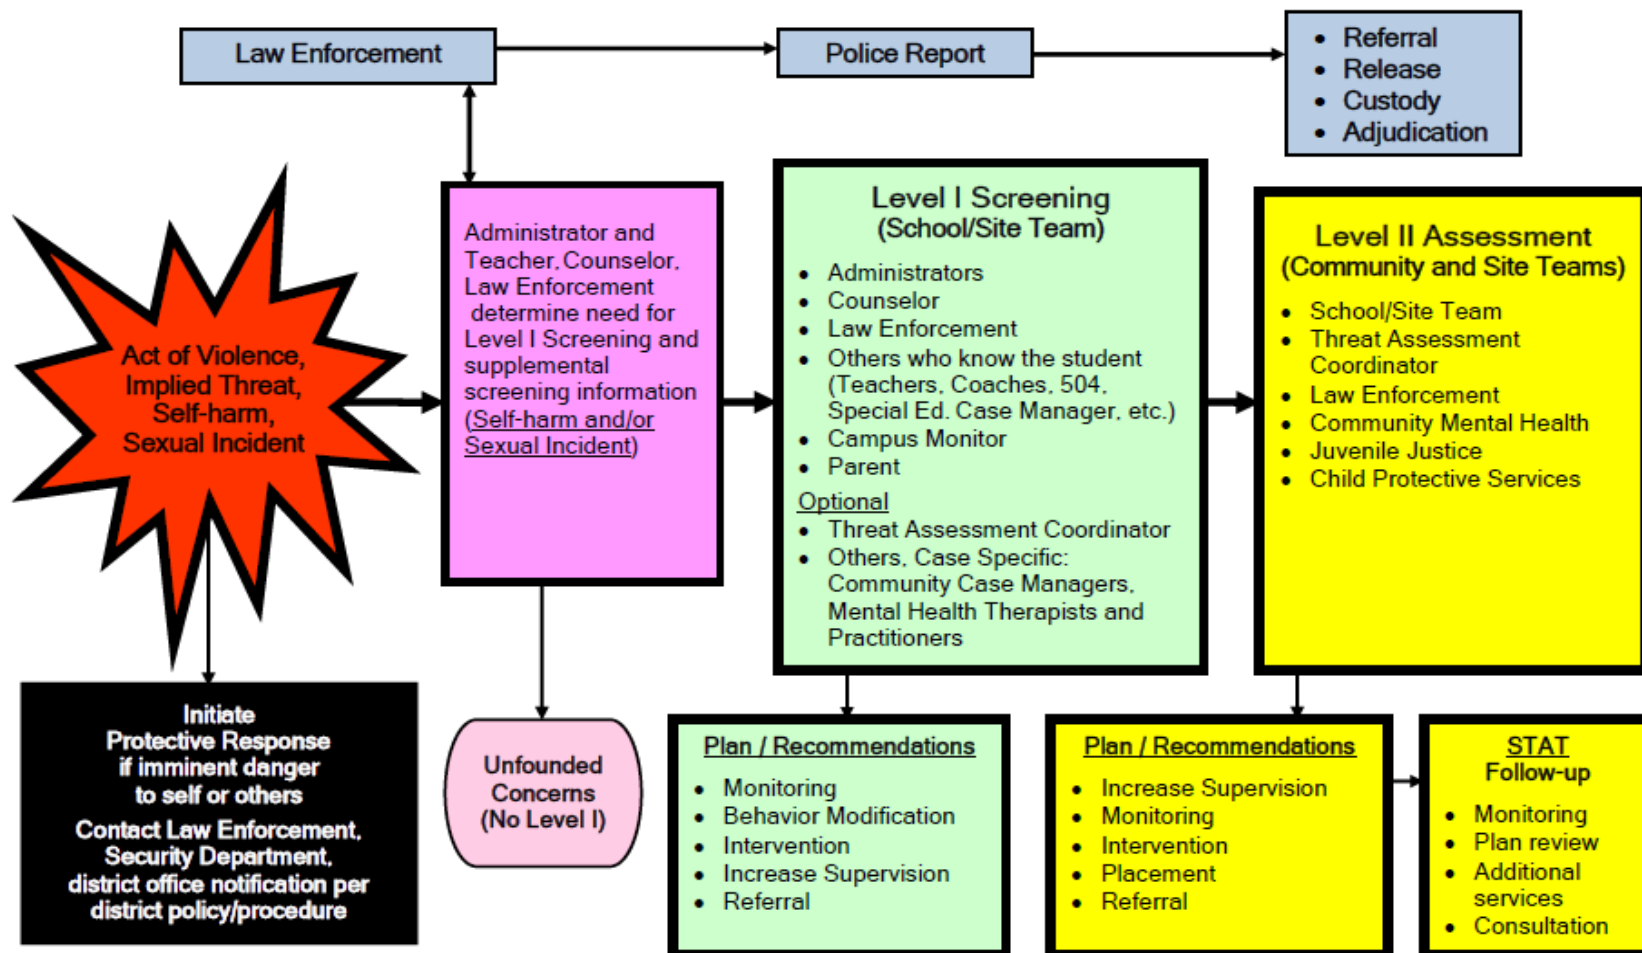 Law Enforcement
Police Report
• Referral
• Release
• Custody
• Adjudication
Act of Violence,
Implied Threat,
Self-harm,
Sexual Incident
Administrator and
Teacher, Counselor,
Law Enforcement
determine need for
Level I Screening and
supplemental
screening information
(Self-harm and/or
Sexual Incident)
Level I Screening
(School/Site Team)
• Administrators
• Counselor
• Law Enforcement
• Others who know the student
(Teachers, Coaches, 504,
Special Ed. Case Manager, etc.)
• Campus Monitor
• Parent
Optional
• Threat Assessment Coordinator
• Others, Case Specific:
Community Case Managers,
Mental Health Therapists and
Practitioners
Level II Assessment
(Community and Site Teams)
• School/Site Team
• Threat Assessment
Coordinator
• Law Enforcement
• Community Mental Health
• Juvenile Justice
• Child Protective Services
Initiate
Protective Response
if imminent danger
to self or others
Contact Law Enforcement,
Security Department,
district office notification per
district policy/procedure
Unfounded
Concerns
(No Level I)
Plan / Recommendations
• Monitoring
• Behavior Modification
• Intervention
• Increase Supervision
• Referral
Plan / Recommendations
• Increase Supervision
• Monitoring
• Intervention
• Placement
• Referral
STAT
Follow-up
• Monitoring
• Plan review
• Additional
services
• Consultation